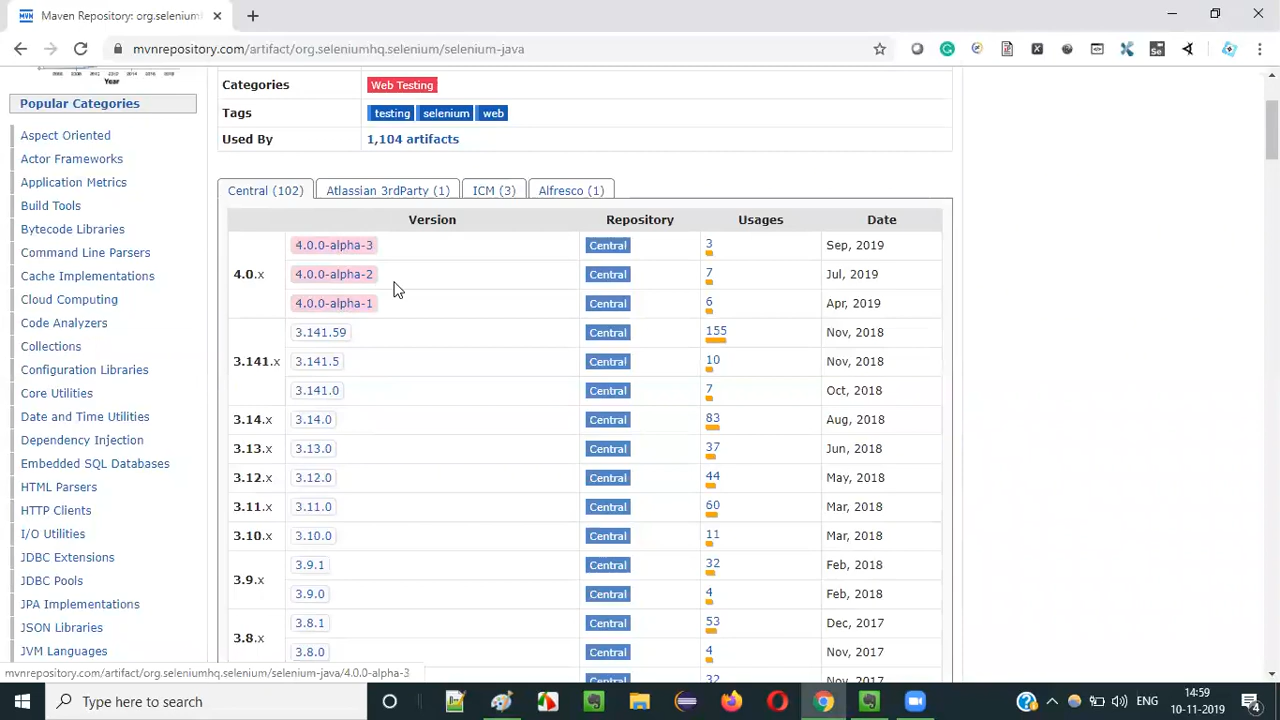 Maven Repository: org.selenium
mvnrepository.com/artifact/org.seleniumhq.selenium/selenium-java
Year
Popular Categories
Aspect Oriented
Actor Frameworks
Application Metrics
Build Tools
Bytecode Libraries
Command Line Parsers
Cache Implementations
Cloud Computing
Code Analyzers
Collections
Configuration Libraries
Core Utilities
Date and Time Utilities
Dependency Injection
Embedded SQL Databases
HTML Parsers
HTTP Clients
I/O Utilities
JDBC Extensions
JDBC Pools
JPA Implementations
JSON Libraries
JVM Languages
Categories Web Testing
Tags testing selenium web
Used By 1,104 artifacts
Central (102) Atlassian 3rdParty (1) ICM (3) Alfresco (1)
Version Repository Usages Date
4.0.x
4.0.0-alpha-3 Central 3 Sep, 2019
4.0.0-alpha-2 Central 7 Jul, 2019
4.0.0-alpha-1 Central 6 Apr, 2019
3.141.x
3.141.59 Central 155 Nov, 2018
3.141.5 Central 10 Nov, 2018
3.141.0 Central 7 Oct, 2018
3.14.x 3.14.0 Central 83 Aug, 2018
3.13.x 3.13.0 Central 37 Jun, 2018
3.12.x 3.12.0 Central 44 May, 2018
3.11.x 3.11.0 Central 60 Mar, 2018
3.10.x 3.10.0 Central 11 Mar, 2018
3.9.x
3.9.1 Central 32 Feb, 2018
3.9.0 Central 4 Feb, 2018
3.8.x
3.8.1 Central 53 Dec, 2017
3.8.0 Central 4 Nov, 2017
32 Nov, 2017
mvnrepository.com/artifact/org.seleniumhq.selenium/selenium-java/4.0.0-alpha-3
Type here to search
ENG
14:59
10-11-2019
4